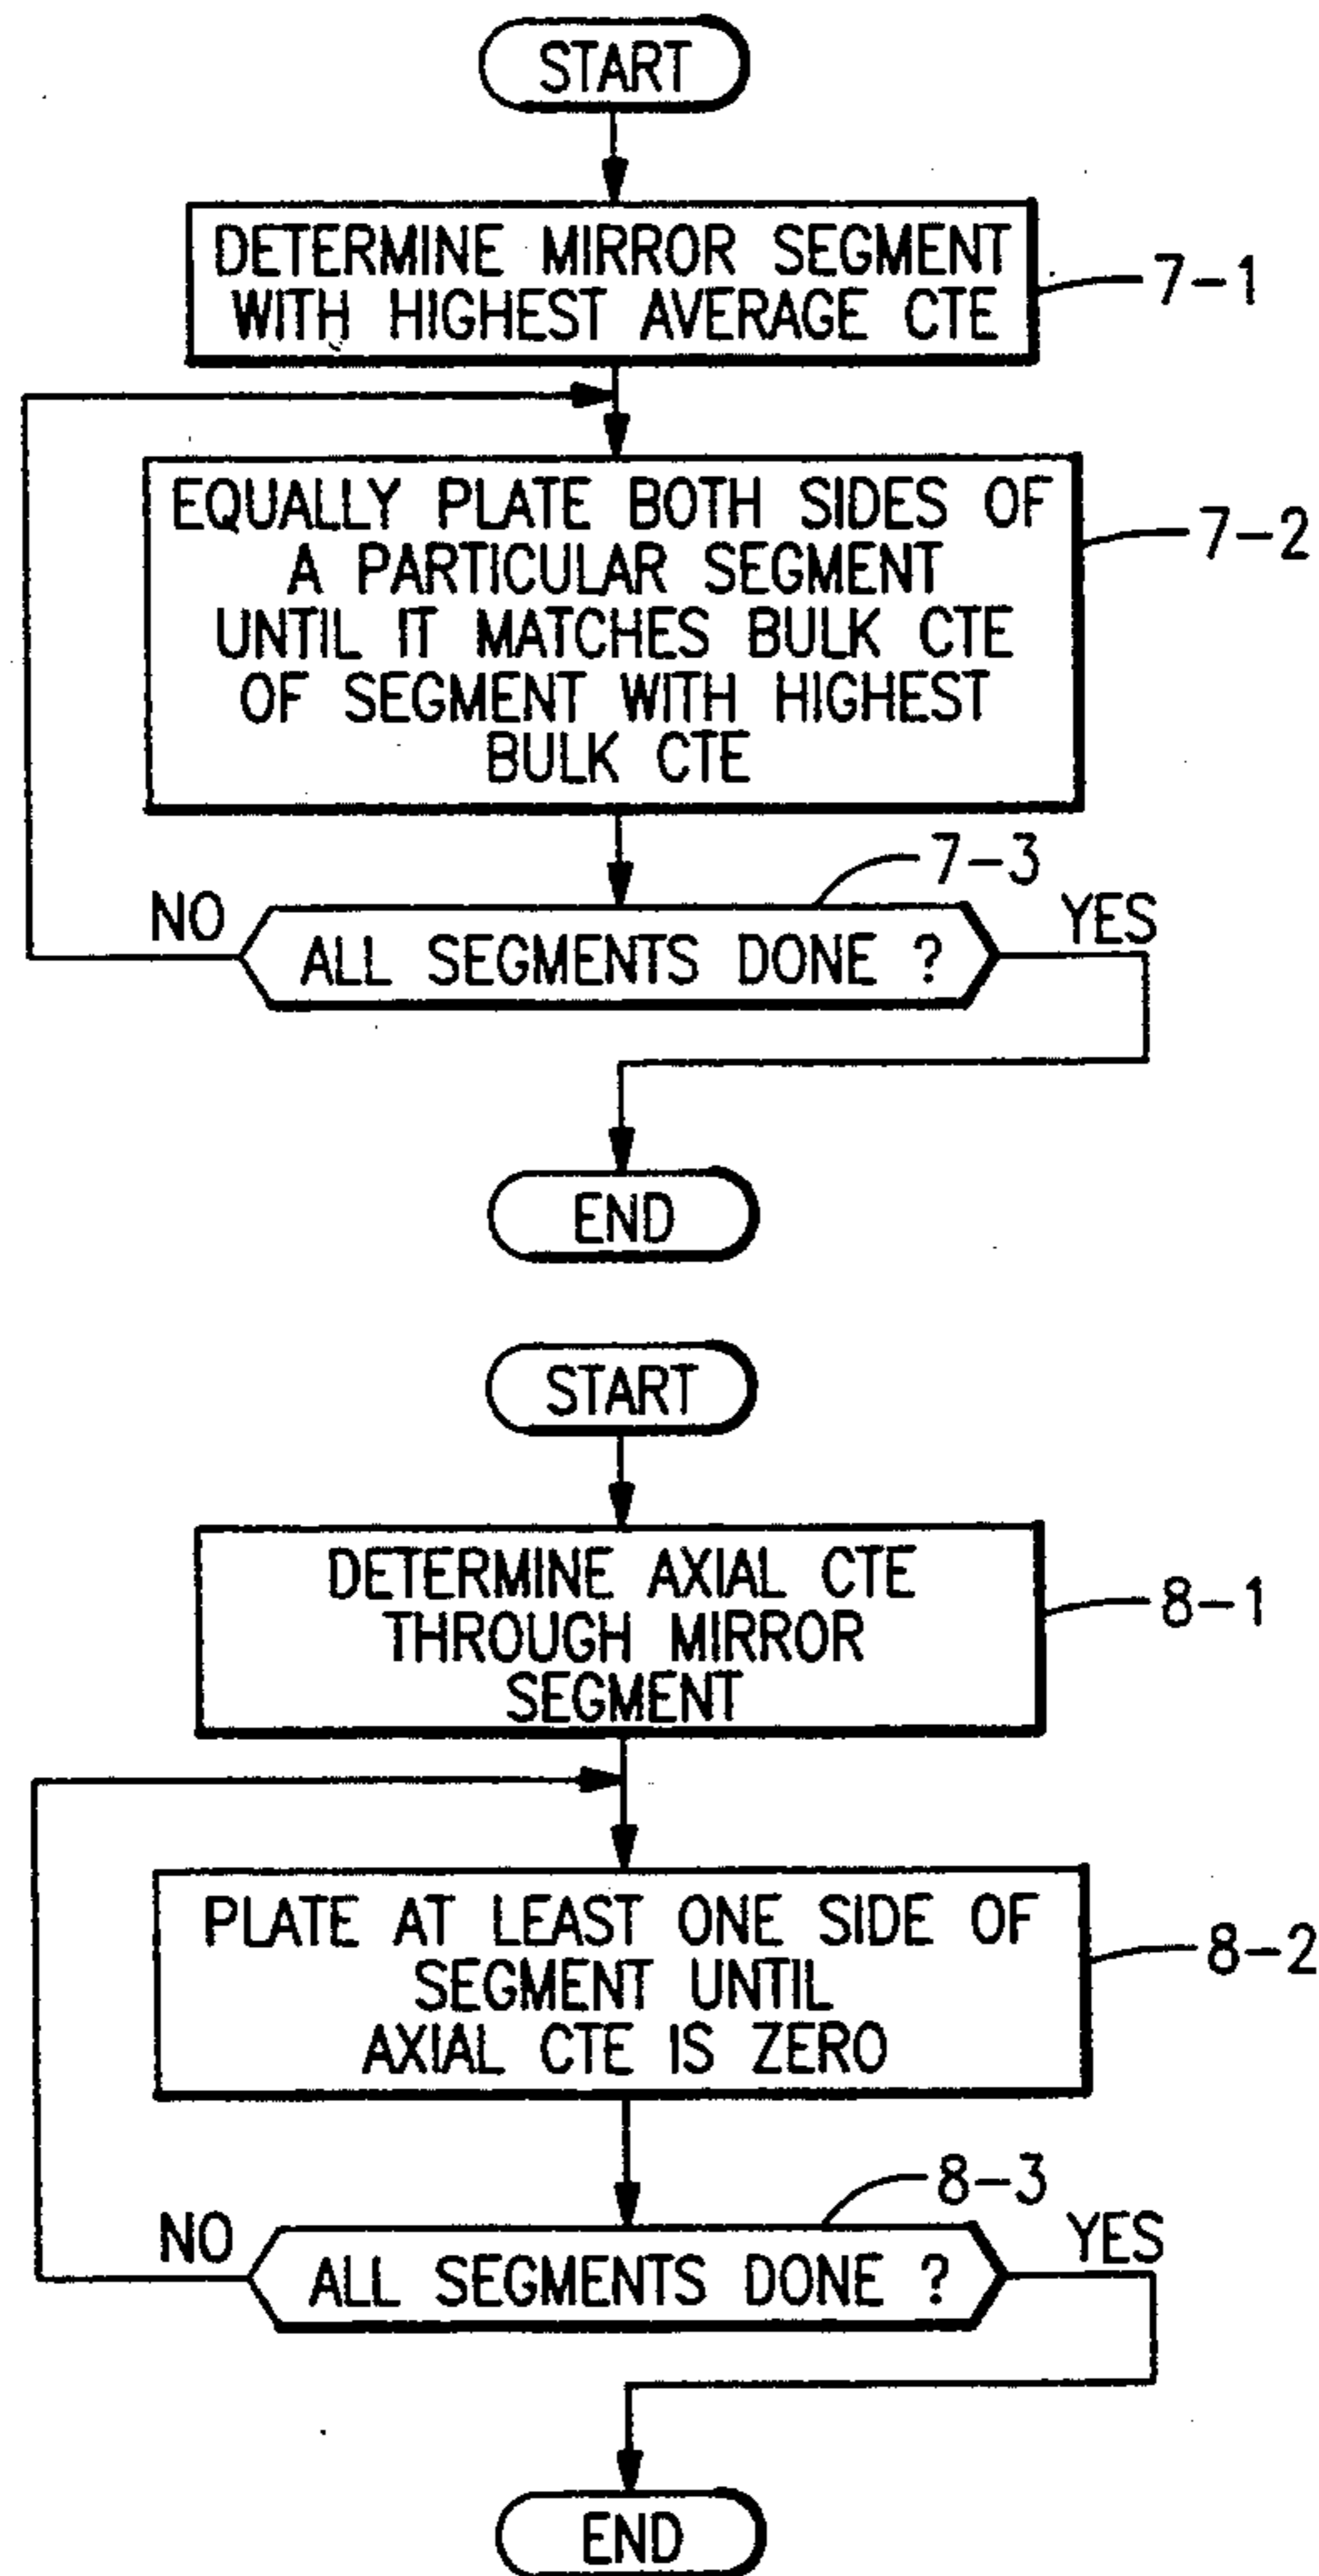 START
DETERMINE MIRROR SEGMENT
WITH HIGHEST AVERAGE CTE
7-1
EQUALLY PLATE BOTH SIDES OF
A PARTICULAR SEGMENT
UNTIL IT MATCHES BULK CTE
OF SEGMENT WITH HIGHEST
BULK CTE
7-2
7-3
NO
ALL SEGMENTS DONE ?
YES
END
START
DETERMINE AXIAL CTE
THROUGH MIRROR
SEGMENT
8-1
PLATE AT LEAST ONE SIDE OF
SEGMENT UNTIL
AXIAL CTE IS ZERO
8-2
8-3
NO
ALL SEGMENTS DONE ?
YES
END